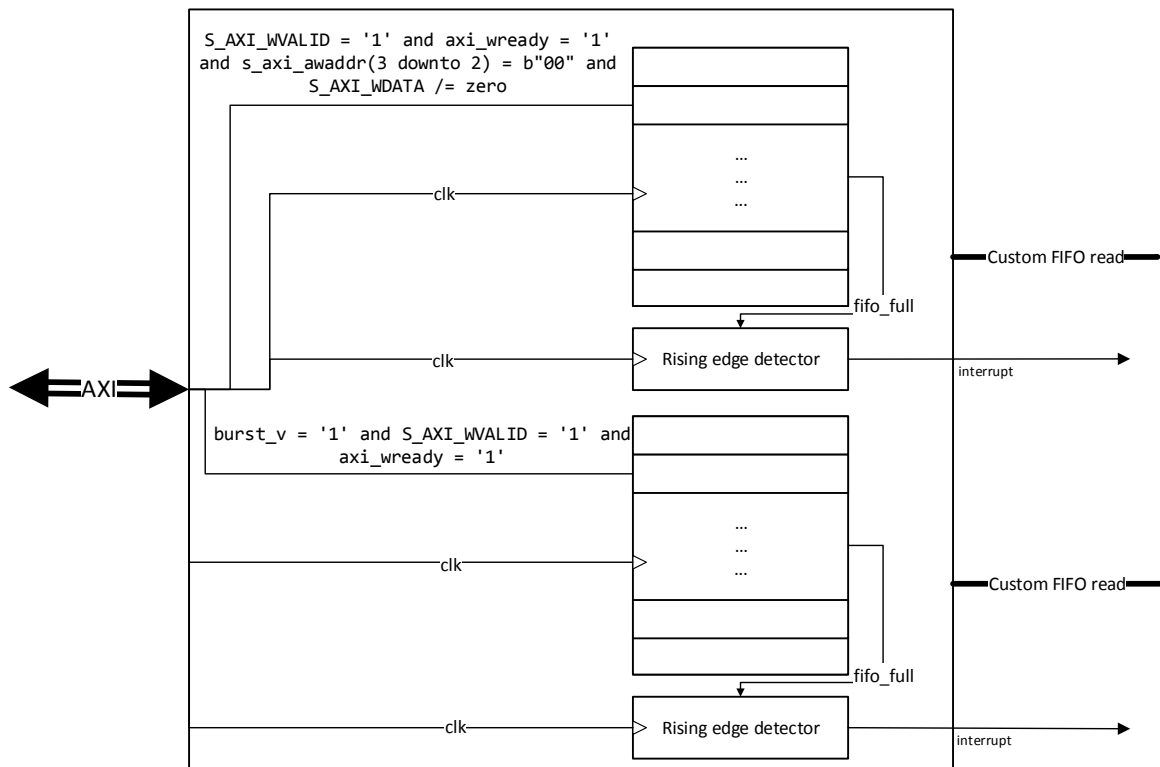 S_AXI_WVALID = '1' and axi_wready = '1'
and s_axi_awaddr(3 downto 2) = b"00" and
S_AXI_WDATA /= zero
...
...
...
clk
Custom FIFO read
fifo_full
clk
Rising edge detector
interrupt
AXI
burst_v = '1' and S_AXI_WVALID = '1' and
axi_wready = '1'
...
...
...
clk
Custom FIFO read
fifo_full
clk
Rising edge detector
interrupt